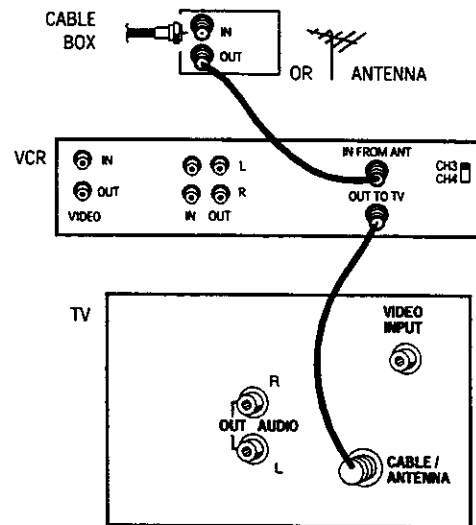 CABLE
BOX
IN
OUT
OR
ANTENNA
VCR
IN
OUT
VIDEO
L
R
IN OUT
IN FROM ANT
OUT TO TV
CH3
CH4
TV
VIDEO
INPUT
R
OUT AUDIO
L
CABLE /
ANTENNA